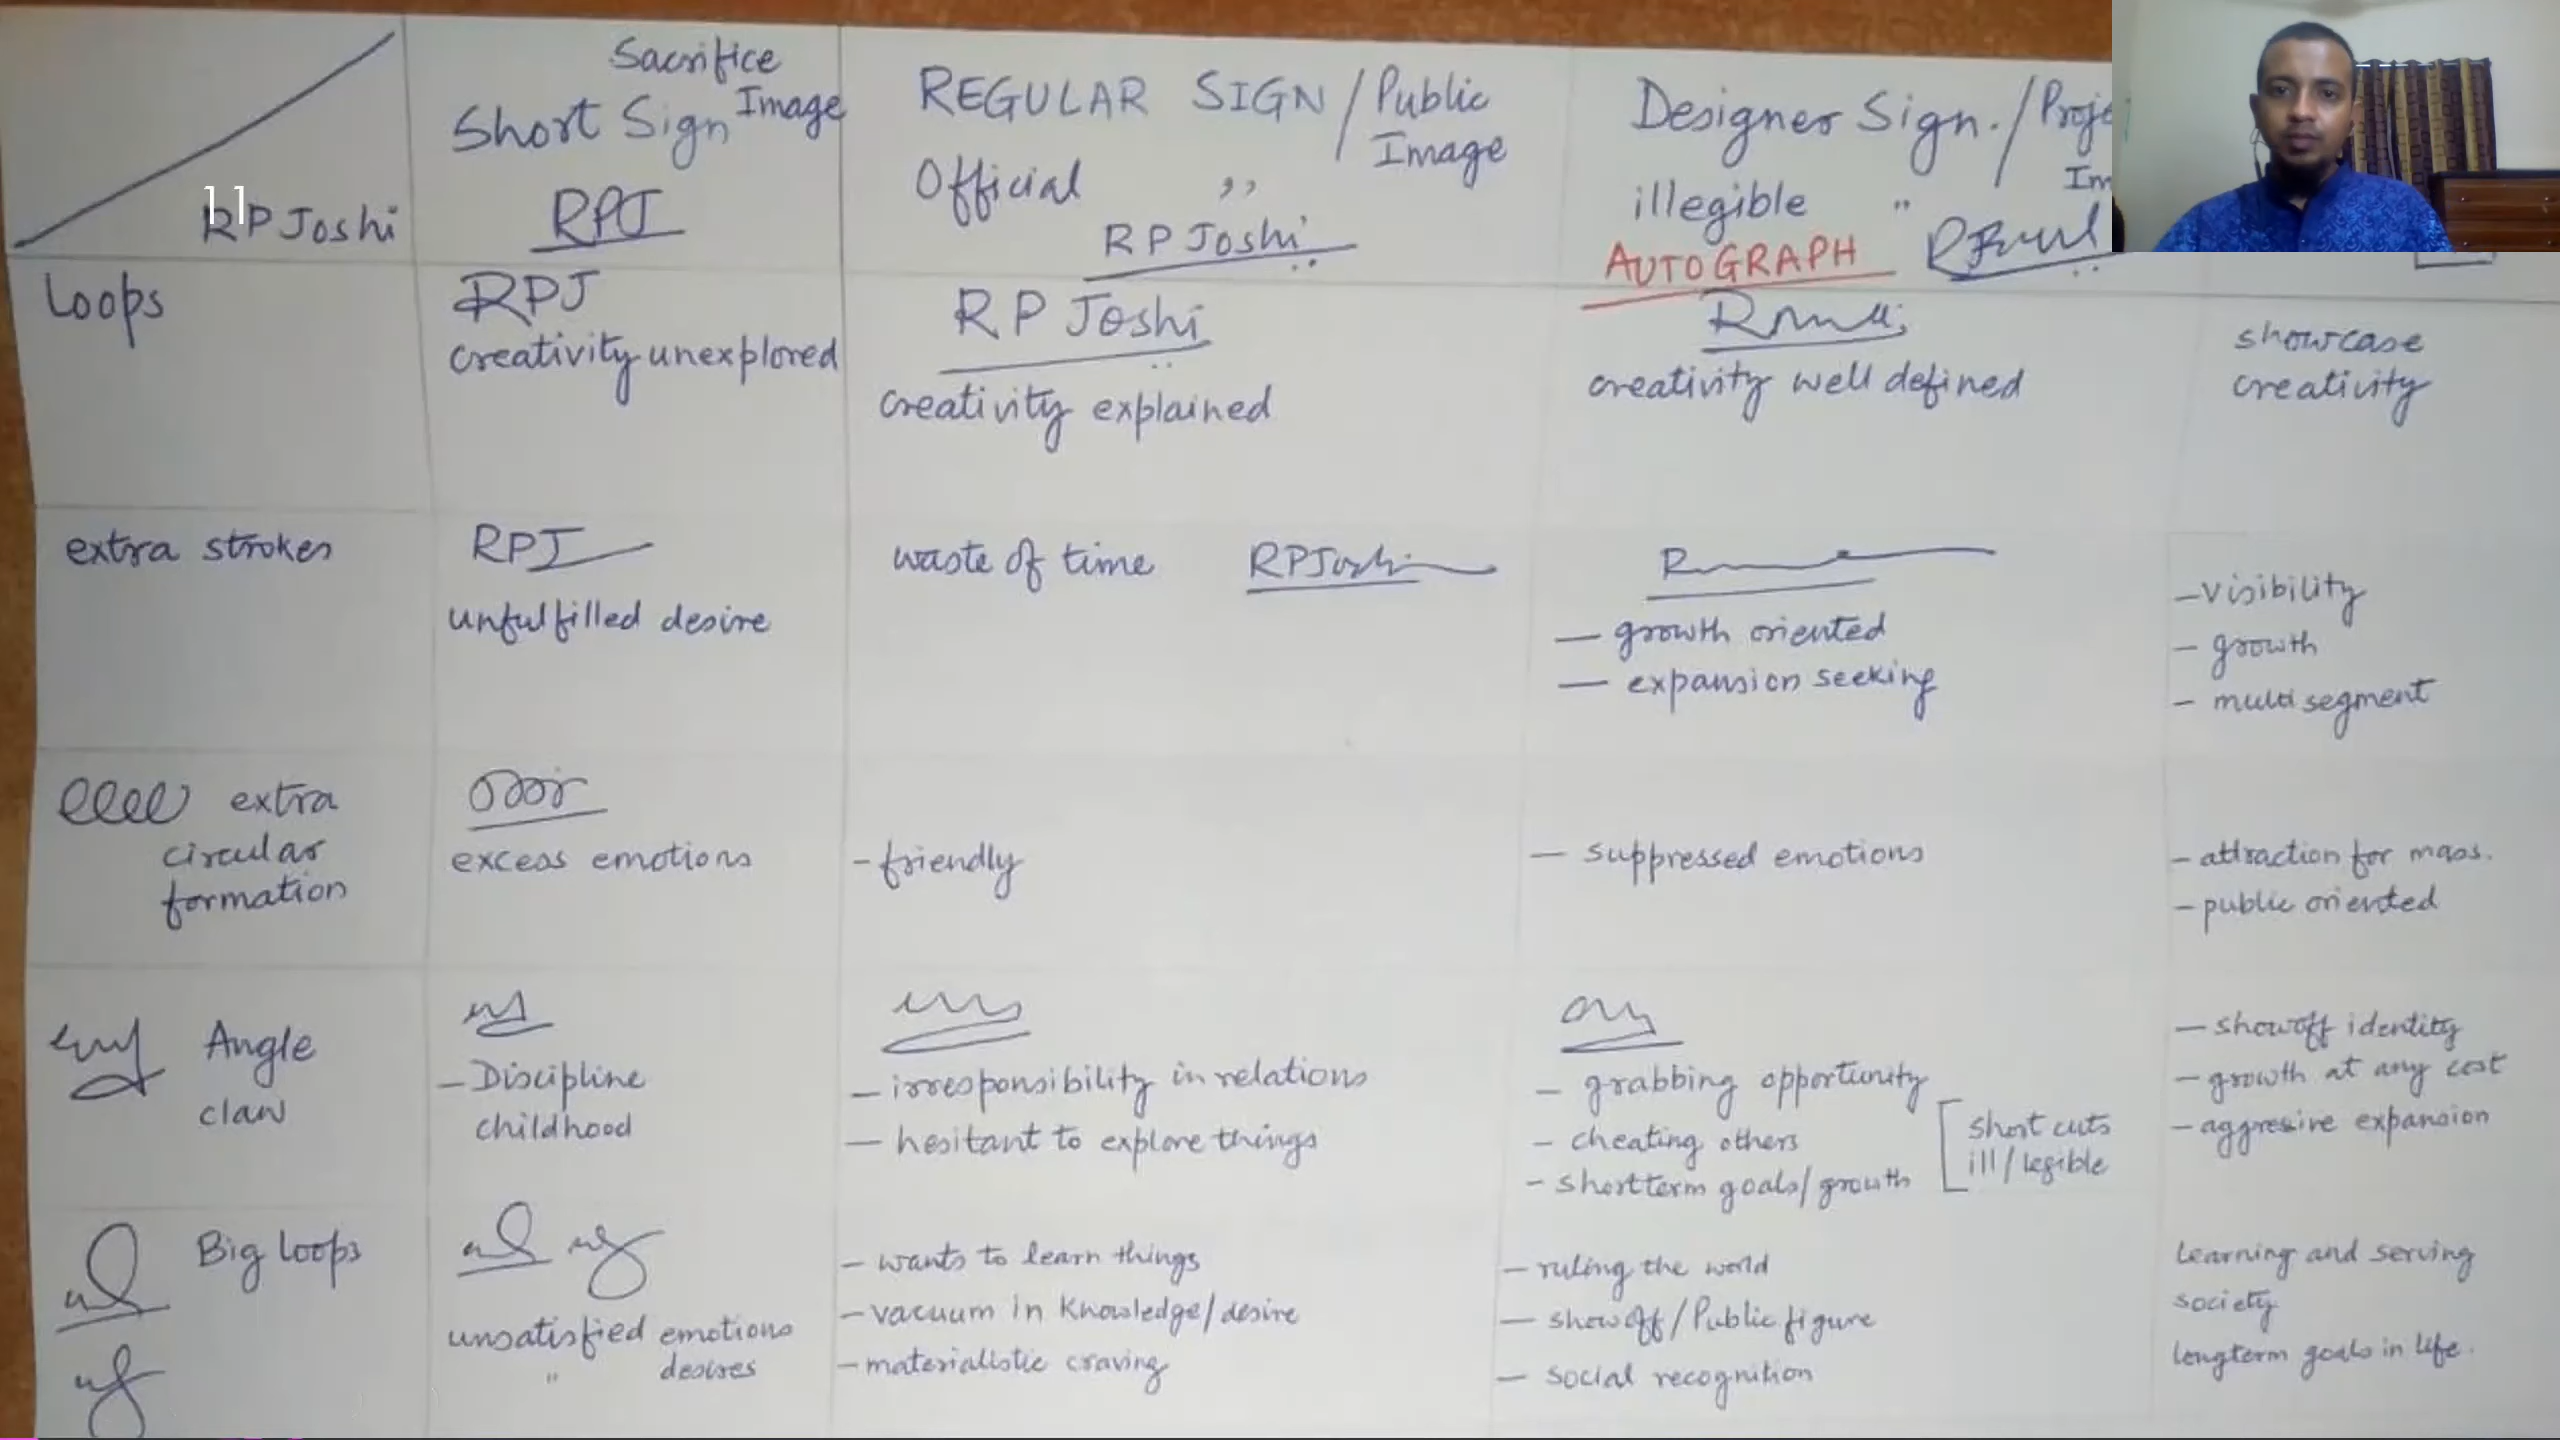 11
RP Joshi
Sacrifice
Short Sign Image
RPJ
REGULAR SIGN / Public
Image
Official ,,
RP Joshi
Designer Sign. / Proje
Im
illegible "
AUTOGRAPH
Loops
RPJ
creativity unexplored
RP Joshi
creativity explained
creativity well defined
showcase
creativity
extra strokes
RPJ
unfulfilled desire
waste of time RPJoshi
R
— growth oriented
— expansion seeking
– visibility
– growth
– multi segment
extra
circular
formation
excess emotions
- friendly
— suppressed emotions
- attraction for mass.
- public oriented
Angle
claw
- Discipline
childhood
- irresponsibility in relations
- hesitant to explore things
- grabbing opportunity
- cheating others
- short term goals/growth
short cuts
ill/legible
- show off identity
- growth at any cost
- aggresive expansion
Big loops
unsatisfied emotions
" desires
- wants to learn things
- vacuum in knowledge/desire
- materialistic craving
- ruling the world
- show off/Public figure
- social recognition
Learning and serving
society
longterm goals in life.